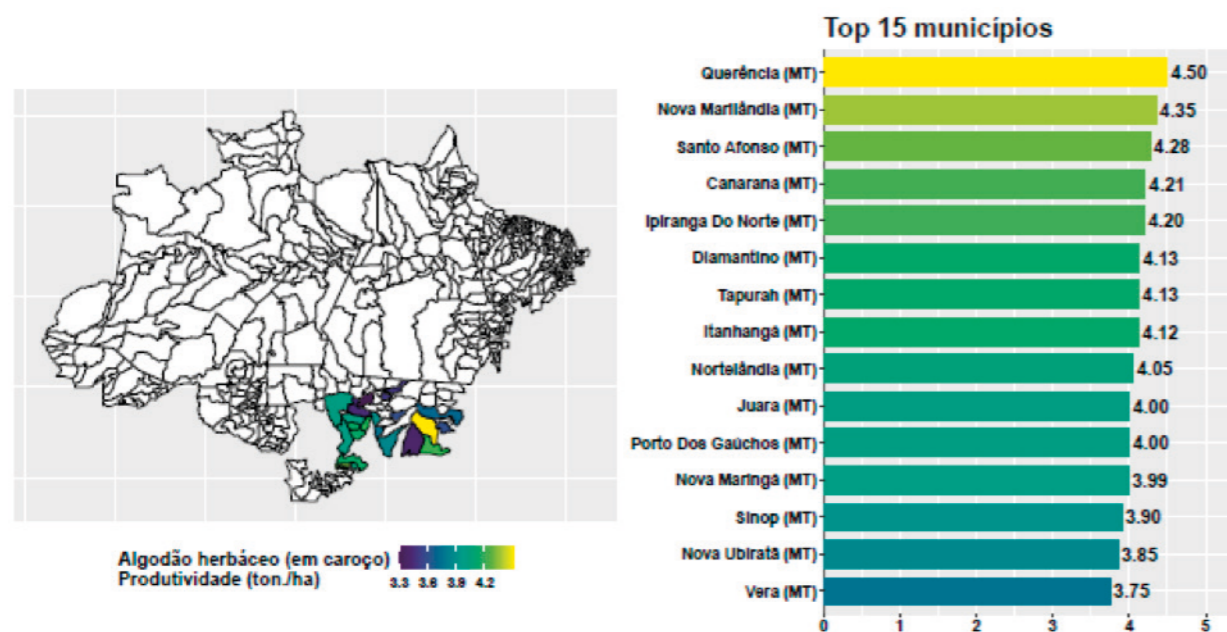 Top 15 municípios
Querência (MT) 4.50
Nova Marilândia (MT) 4.35
Santo Afonso (MT) 4.28
Canarana (MT) 4.21
Ipiranga Do Norte (MT) 4.20
Diamantino (MT) 4.13
Tapurah (MT) 4.13
Itanhangá (MT) 4.12
Nortelândia (MT) 4.05
Juara (MT) 4.00
Porto Dos Gaúchos (MT) 4.00
Nova Maringá (MT) 3.99
Sinop (MT) 3.90
Nova Ubiratã (MT) 3.85
Vera (MT) 3.75
0 1 2 3 4 5
Algodão herbáceo (em caroço)
Produtividade (ton./ha)
3.3 3.6 3.9 4.2